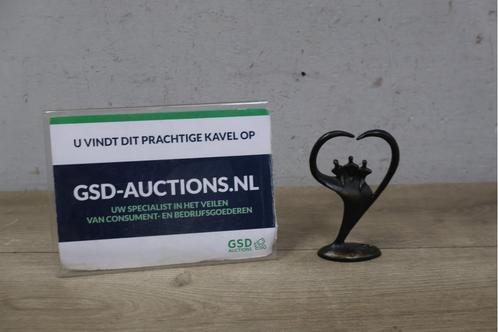 U VINDT DIT PRACHTIGE KAVEL OP
GSD-AUCTIONS.NL
UW SPECIALIST IN HET VEILEN
VAN CONSUMENT- EN BEDRIJFSGOEDEREN
GSD
AUCTIONS